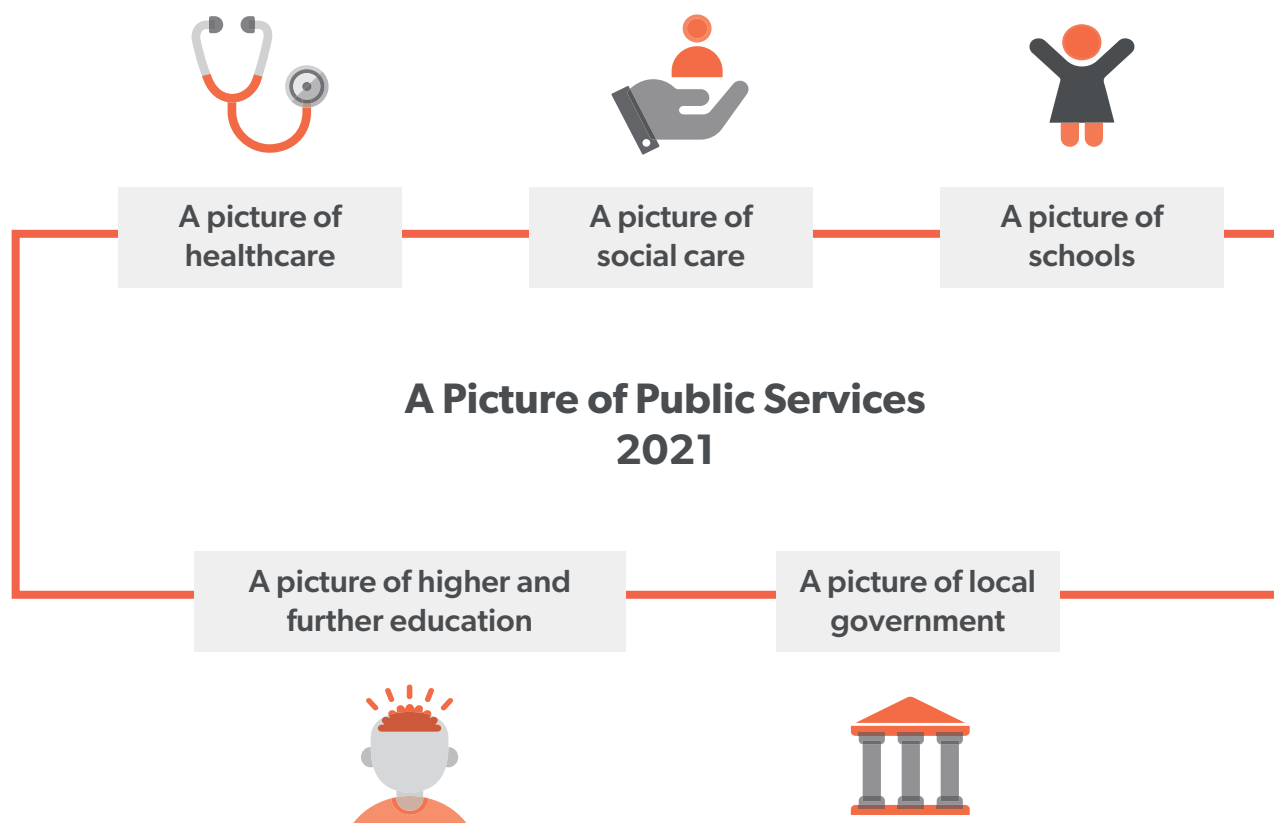 A picture of
healthcare
A picture of
social care
A picture of
schools
A Picture of Public Services
2021
A picture of higher and
further education
A picture of local
government